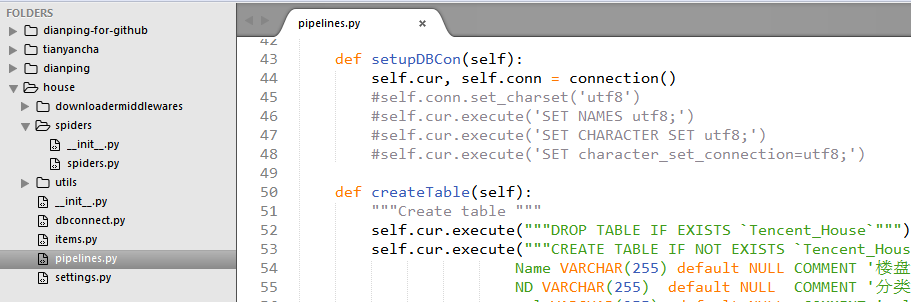 FOLDERS
dianping-for-github
tianyancha
dianping
house
downloadermiddlewares
spiders
__init__.py
spiders.py
utils
__init__.py
dbconnect.py
items.py
pipelines.py
settings.py
pipelines.py ×
42
43 def setupDBCon(self):
44 self.cur, self.conn = connection()
45 #self.conn.set_charset('utf8')
46 #self.cur.execute('SET NAMES utf8;')
47 #self.cur.execute('SET CHARACTER SET utf8;')
48 #self.cur.execute('SET character_set_connection=utf8;')
49
50 def createTable(self):
51 """Create table """
52 self.cur.execute("""DROP TABLE IF EXISTS `Tencent_House`""")
53 self.cur.execute("""CREATE TABLE IF NOT EXISTS `Tencent_Hous
54 Name VARCHAR(255) default NULL COMMENT '楼盘
55 ND VARCHAR(255) default NULL COMMENT '分类